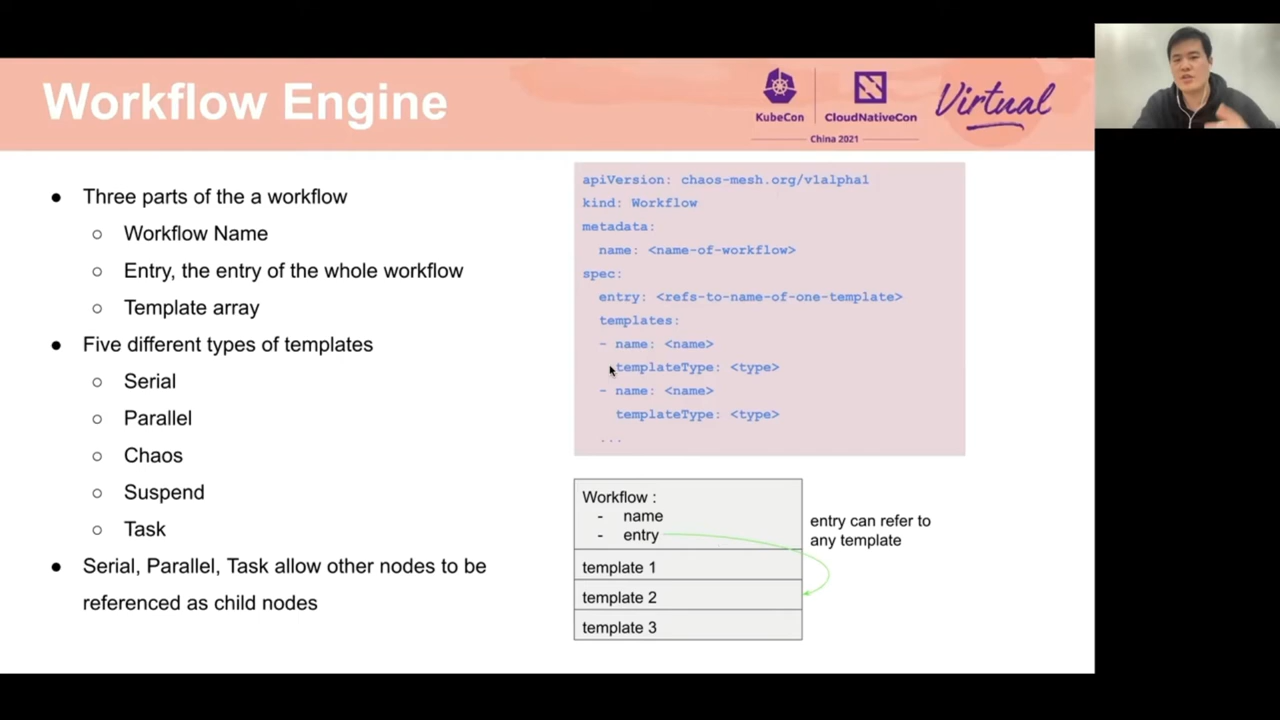 Workflow Engine
KubeCon
CloudNativeCon
China 2021
Virtual
● Three parts of the a workflow
○ Workflow Name
○ Entry, the entry of the whole workflow
○ Template array
● Five different types of templates
○ Serial
○ Parallel
○ Chaos
○ Suspend
○ Task
● Serial, Parallel, Task allow other nodes to be
referenced as child nodes
apiVersion: chaos-mesh.org/v1alpha1
kind: Workflow
metadata:
  name: <name-of-workflow>
spec:
  entry: <refs-to-name-of-one-template>
  templates:
  - name: <name>
    templateType: <type>
  - name: <name>
    templateType: <type>
  ...
Workflow :
- name
- entry
template 1
template 2
template 3
entry can refer to
any template